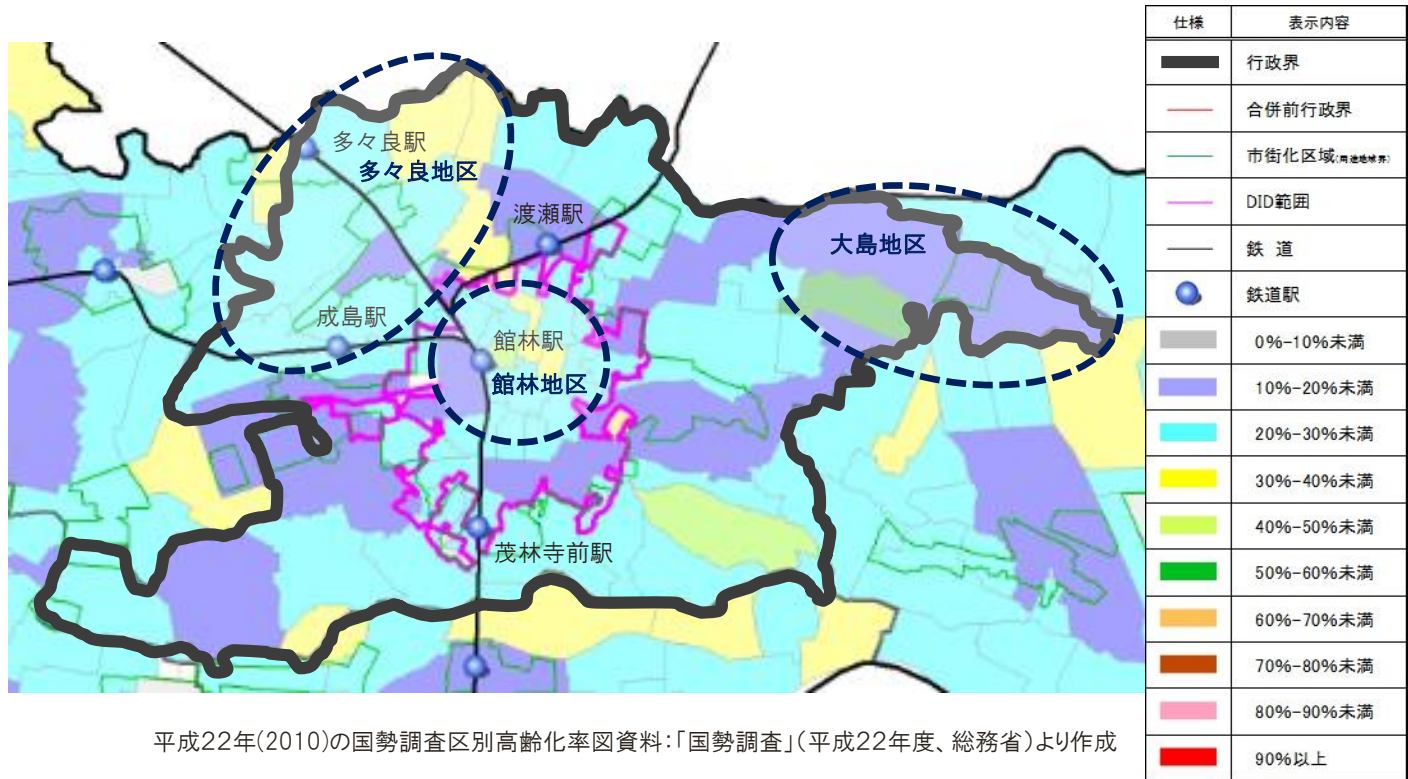 多々良駅
多々良地区
渡瀬駅
大島地区
成島駅
館林駅
館林地区
茂林寺前駅
平成22年(2010)の国勢調査区別高齢化率図資料:「国勢調査」(平成22年度、総務省)より作成
仕様 表示内容
行政界
合併前行政界
市街化区域(用途地域界)
DID範囲
鉄 道
鉄道駅
0%-10%未満
10%-20%未満
20%-30%未満
30%-40%未満
40%-50%未満
50%-60%未満
60%-70%未満
70%-80%未満
80%-90%未満
90%以上